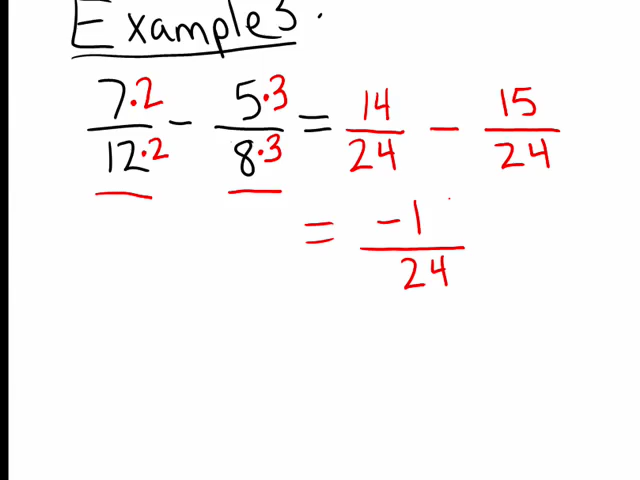 Example 3.
7·2/12·2 - 5·3/8·3 = 14/24 - 15/24
= -1/24